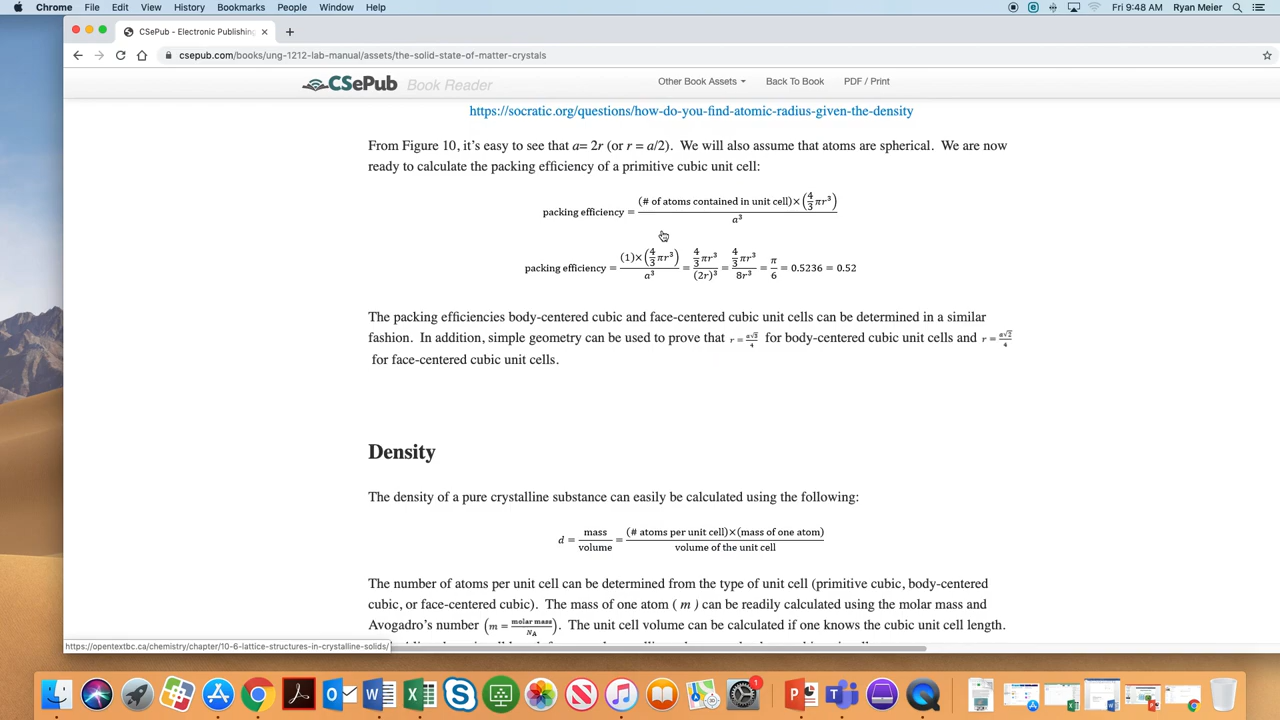 Chrome File Edit View History Bookmarks People Window Help Fri 9:48 AM Ryan Meier
CSePub - Electronic Publishing
csepub.com/books/ung-1212-lab-manual/assets/the-solid-state-of-matter-crystals
CSePub Book Reader Other Book Assets Back To Book PDF / Print
https://socratic.org/questions/how-do-you-find-atomic-radius-given-the-density
From Figure 10, it's easy to see that a= 2r (or r = a/2). We will also assume that atoms are spherical. We are now
ready to calculate the packing efficiency of a primitive cubic unit cell:
packing efficiency = (# of atoms contained in unit cell)×(4/3 πr³) / a³
packing efficiency = (1)×(4/3 πr³) / a³ = 4/3 πr³ / (2r)³ = 4/3 πr³ / 8r³ = π/6 = 0.5236 = 0.52
The packing efficiencies body-centered cubic and face-centered cubic unit cells can be determined in a similar
fashion. In addition, simple geometry can be used to prove that r = a√3/4 for body-centered cubic unit cells and r = a√2/4
for face-centered cubic unit cells.
Density
The density of a pure crystalline substance can easily be calculated using the following:
d = mass/volume = (# atoms per unit cell)×(mass of one atom) / volume of the unit cell
The number of atoms per unit cell can be determined from the type of unit cell (primitive cubic, body-centered
cubic, or face-centered cubic). The mass of one atom ( m ) can be readily calculated using the molar mass and
Avogadro's number (m = molar mass/NA). The unit cell volume can be calculated if one knows the cubic unit cell length.
https://opentextbc.ca/chemistry/chapter/10-6-lattice-structures-in-crystalline-solids/